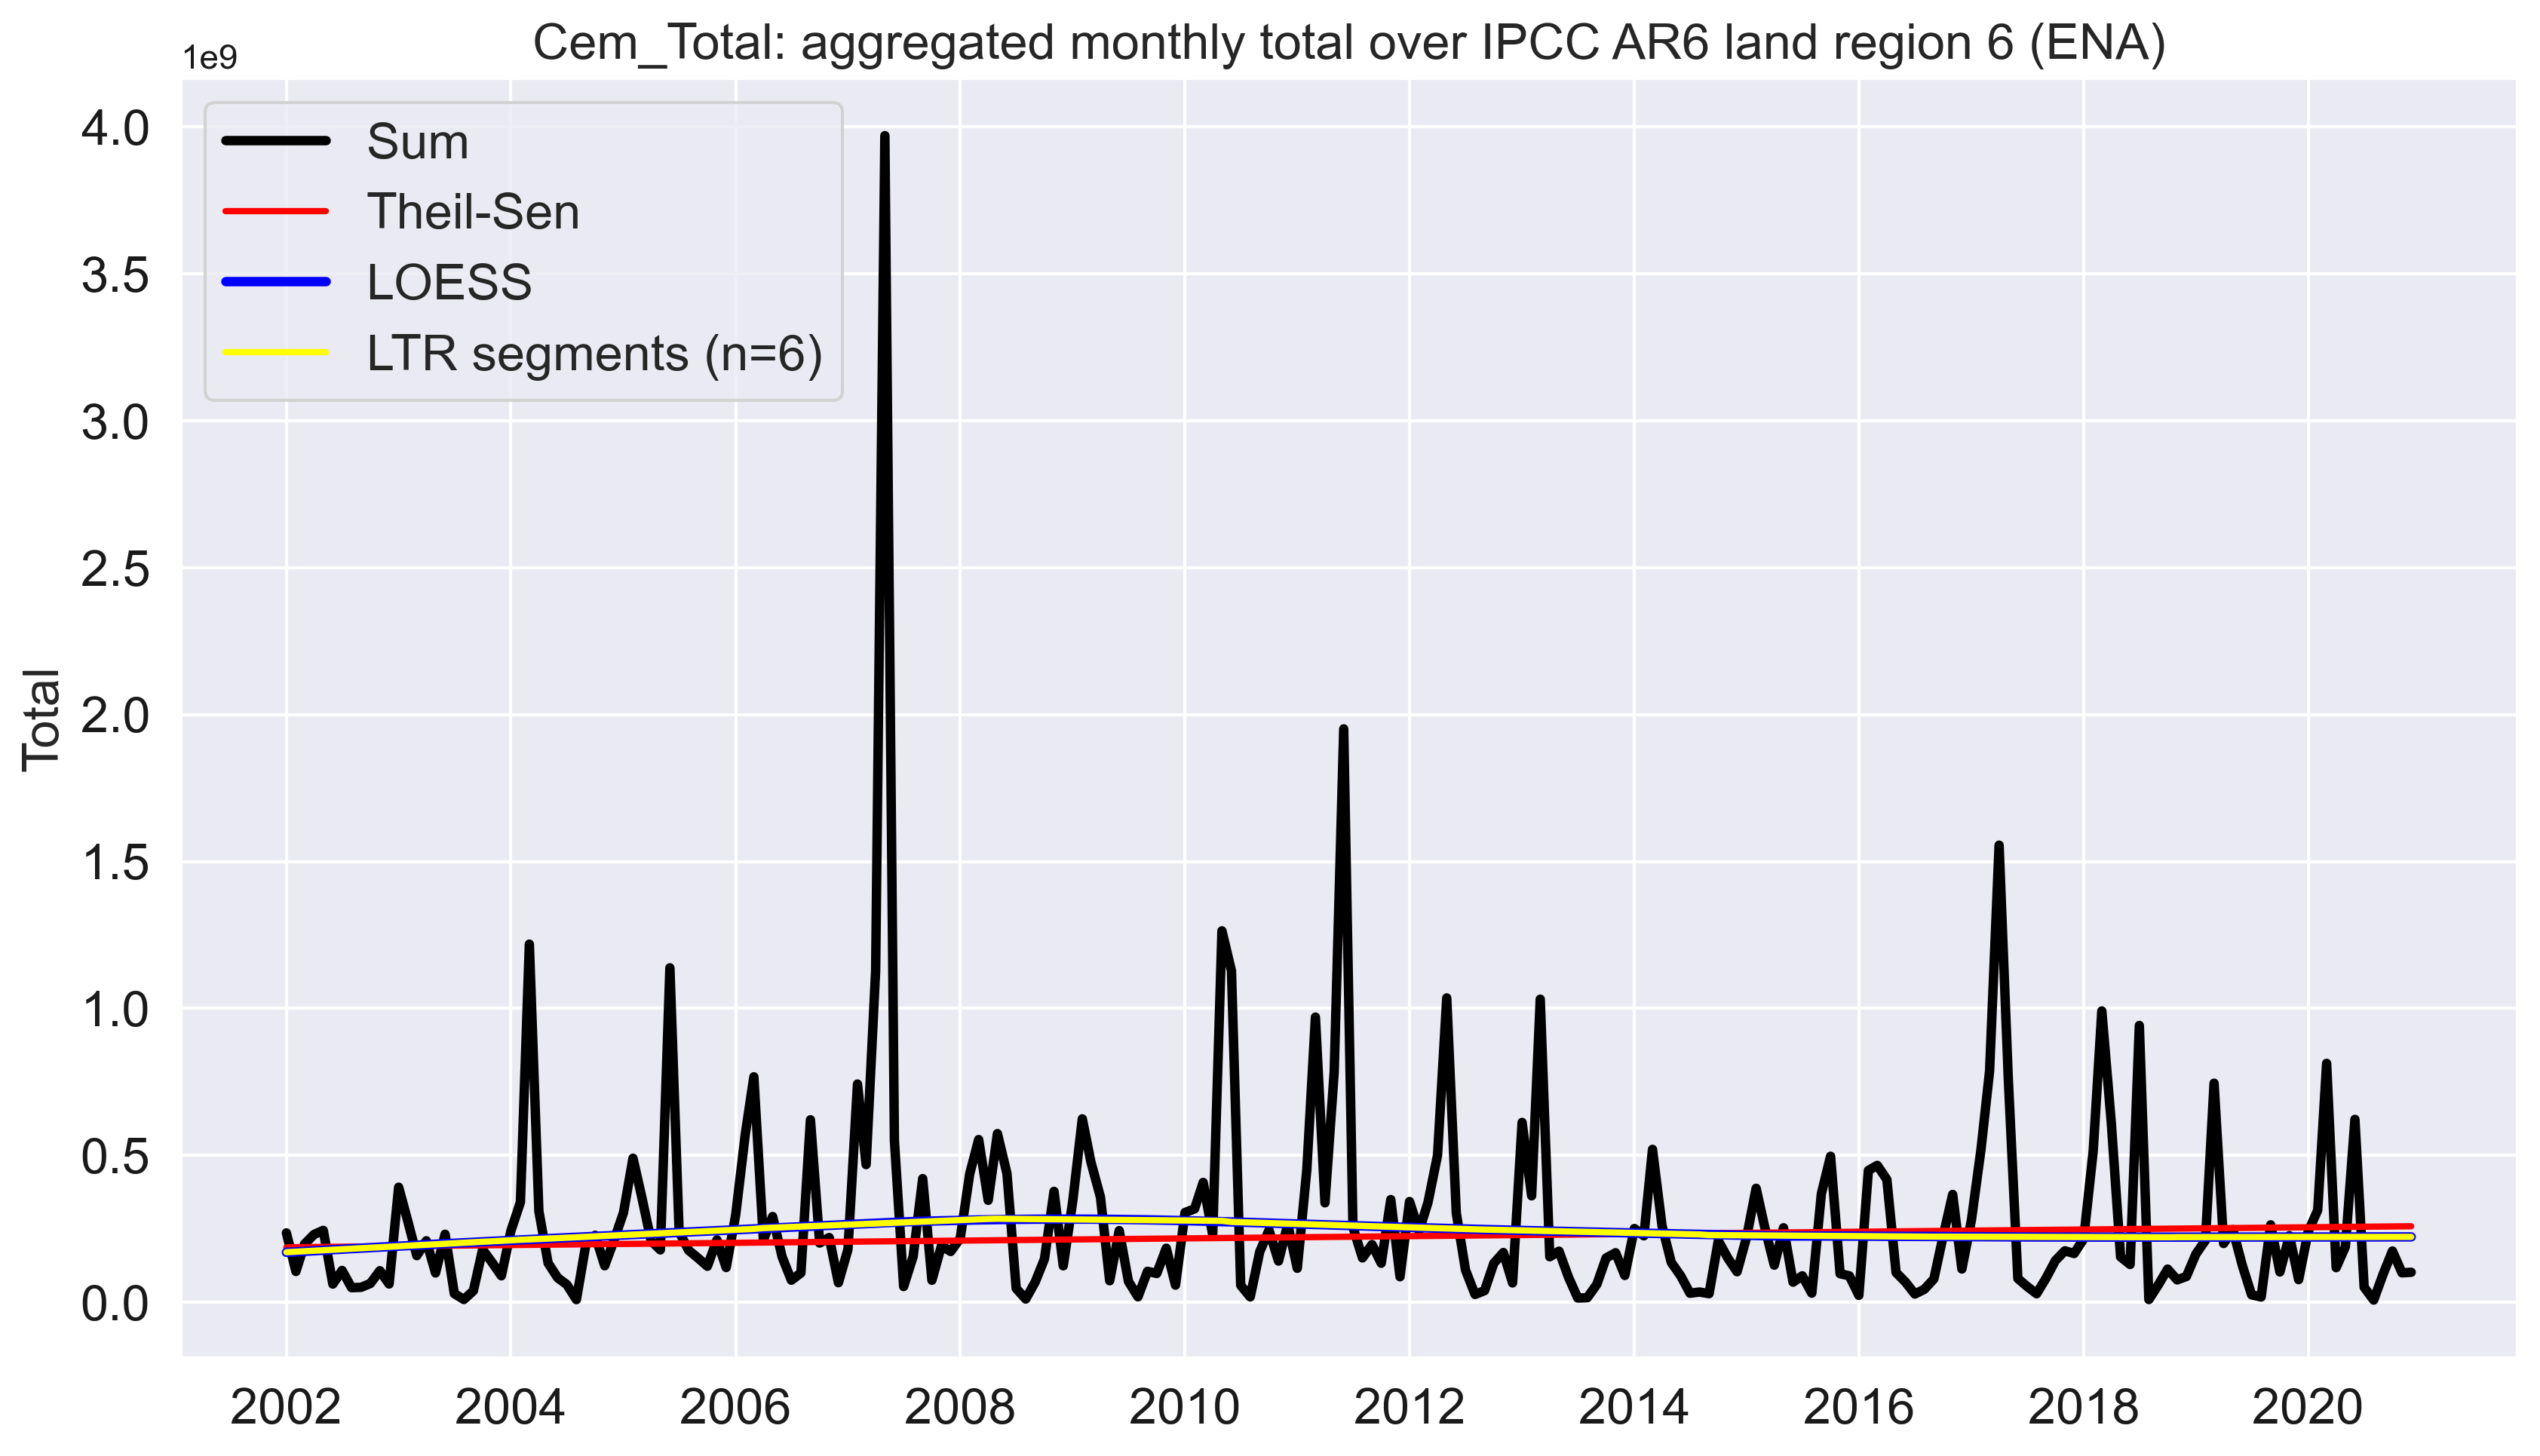 Cem_Total: aggregated monthly total over IPCC AR6 land region 6 (ENA)
1e9
4.0
3.5
3.0
2.5
2.0
1.5
1.0
0.5
0.0
Total
Sum
Theil-Sen
LOESS
LTR segments (n=6)
2002 2004 2006 2008 2010 2012 2014 2016 2018 2020